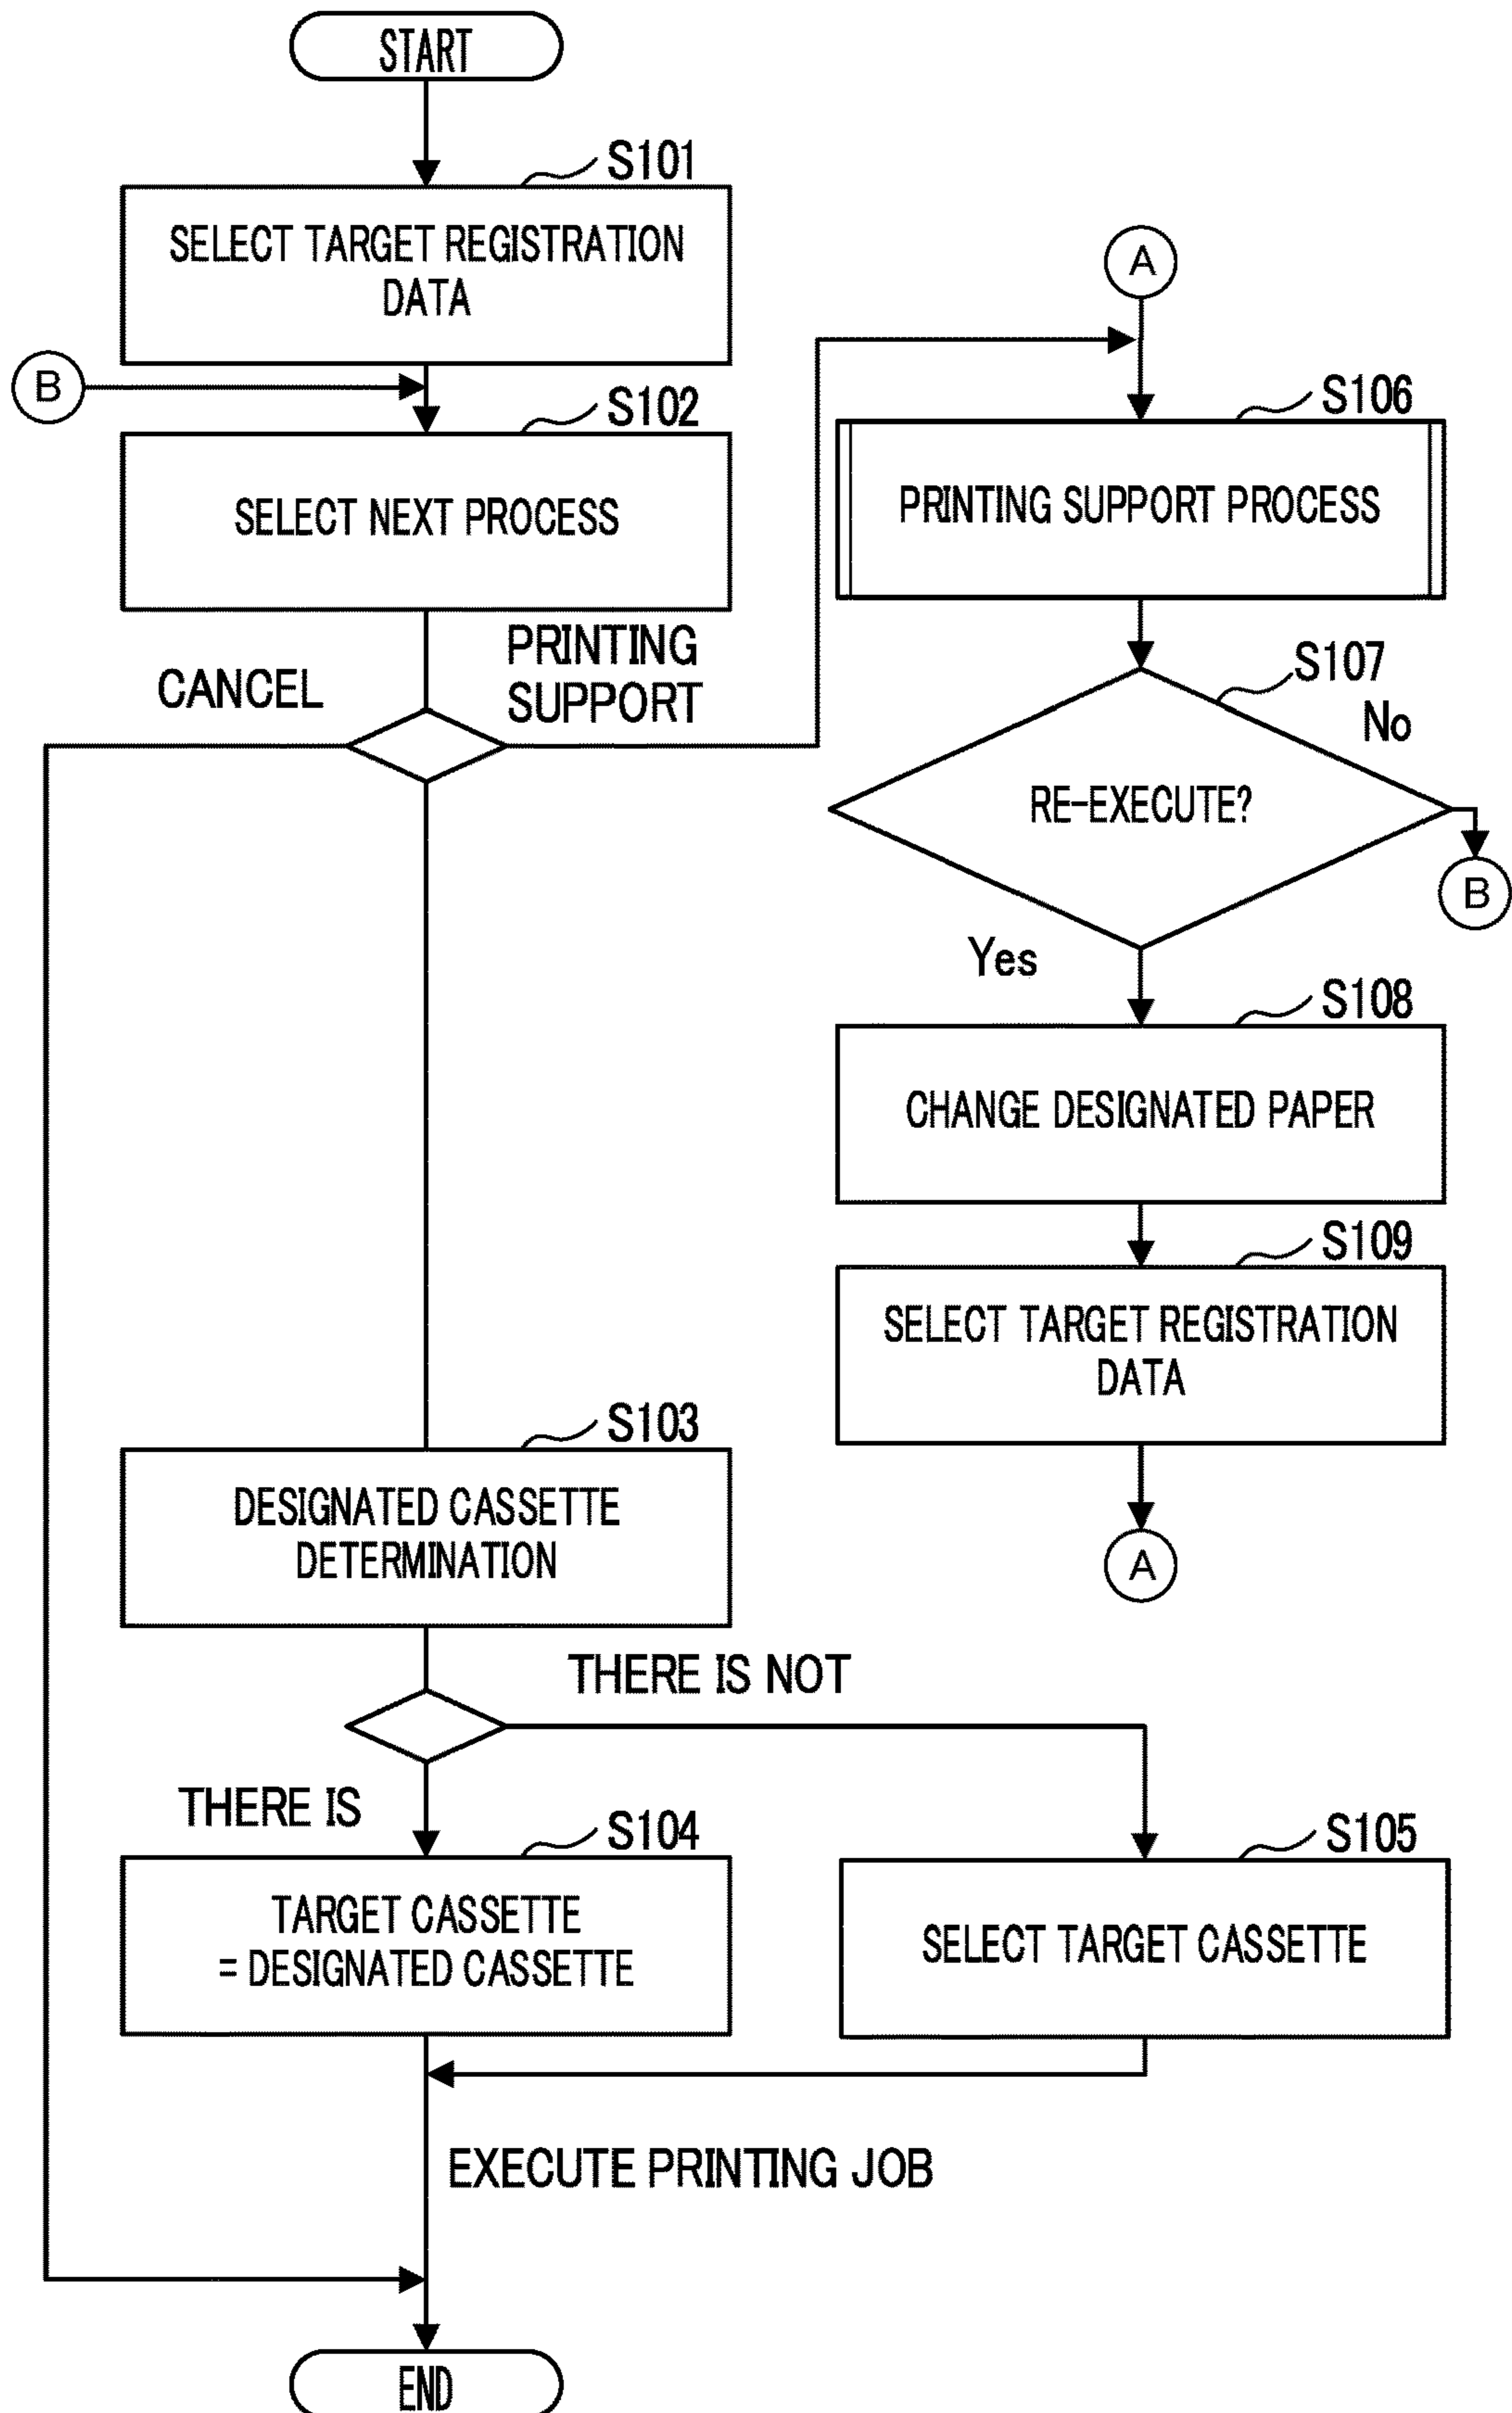 START
S101
SELECT TARGET REGISTRATION
DATA
B
S102
SELECT NEXT PROCESS
CANCEL
PRINTING
SUPPORT
S103
DESIGNATED CASSETTE
DETERMINATION
THERE IS NOT
THERE IS
S104
TARGET CASSETTE
= DESIGNATED CASSETTE
S105
SELECT TARGET CASSETTE
EXECUTE PRINTING JOB
END
A
S106
PRINTING SUPPORT PROCESS
S107
No
RE-EXECUTE?
B
Yes
S108
CHANGE DESIGNATED PAPER
S109
SELECT TARGET REGISTRATION
DATA
A